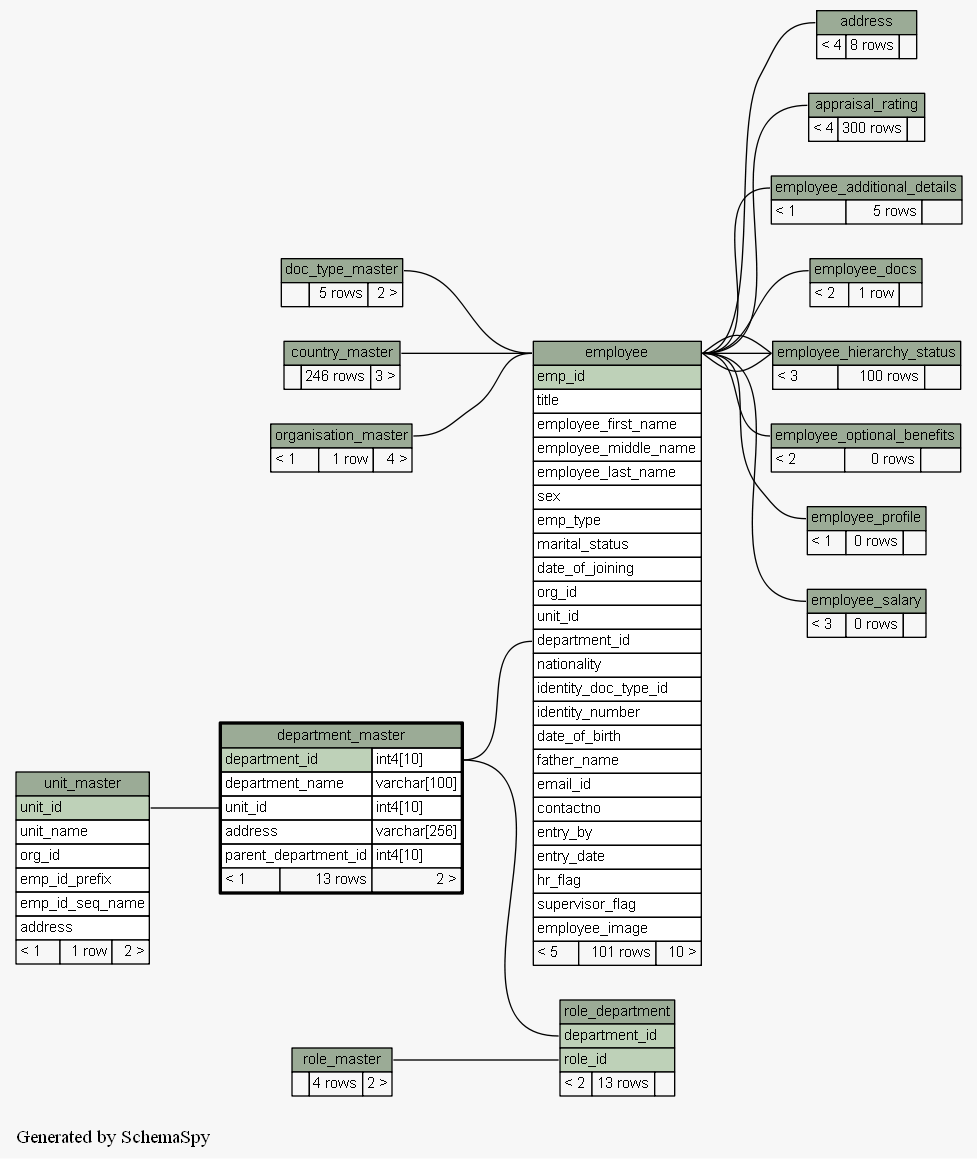 address
< 4 8 rows
appraisal_rating
< 4 300 rows
employee_additional_details
< 1 5 rows
doc_type_master
5 rows 2 >
employee_docs
< 2 1 row
country_master
246 rows 3 >
employee_hierarchy_status
< 3 100 rows
organisation_master
< 1 1 row 4 >
employee_optional_benefits
< 2 0 rows
employee_profile
< 1 0 rows
employee_salary
< 3 0 rows
employee
emp_id
title
employee_first_name
employee_middle_name
employee_last_name
sex
emp_type
marital_status
date_of_joining
org_id
unit_id
department_id
nationality
identity_doc_type_id
identity_number
date_of_birth
father_name
email_id
contactno
entry_by
entry_date
hr_flag
supervisor_flag
employee_image
< 5 101 rows 10 >
department_master
department_id int4[10]
department_name varchar[100]
unit_id int4[10]
address varchar[256]
parent_department_id int4[10]
< 1 13 rows 2 >
unit_master
unit_id
unit_name
org_id
emp_id_prefix
emp_id_seq_name
address
< 1 1 row 2 >
role_department
department_id
role_id
< 2 13 rows
role_master
4 rows 2 >
Generated by SchemaSpy